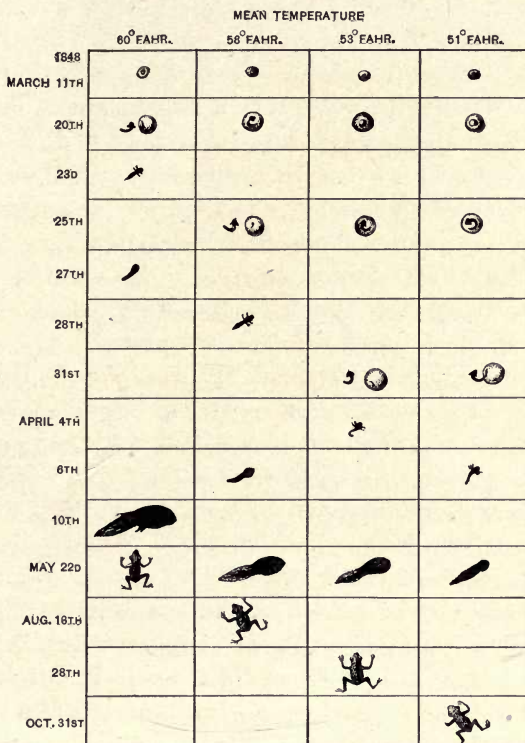 MEAN TEMPERATURE
60° FAHR. 58° FAHR. 53° FAHR. 51° FAHR.
1848
MARCH 11TH
20TH
23D
25TH
27TH
28TH
31ST
APRIL 4TH
6TH
10TH
MAY 22D
AUG. 16TH
28TH
OCT. 31ST